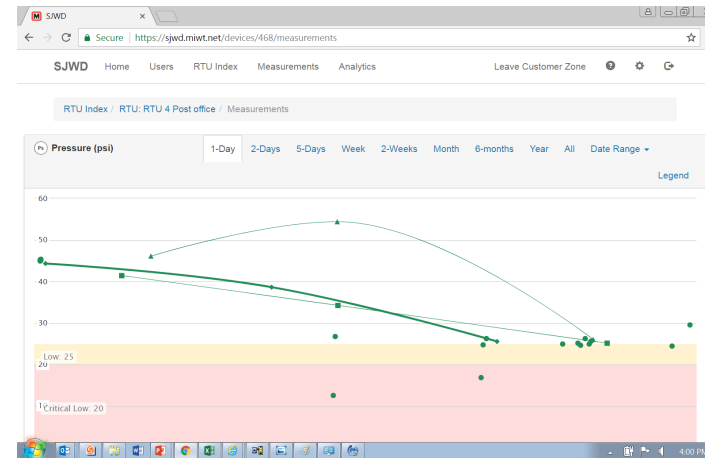 M SJWD ×
Secure https://sjwd.miwt.net/devices/468/measurements
SJWD Home Users RTU Index Measurements Analytics Leave Customer Zone
RTU Index / RTU: RTU 4 Post office / Measurements
Ps Pressure (psi) 1-Day 2-Days 5-Days Week 2-Weeks Month 6-months Year All Date Range
Legend
60
50
40
30
Low: 25
20
Critical Low: 20
4:00 PM